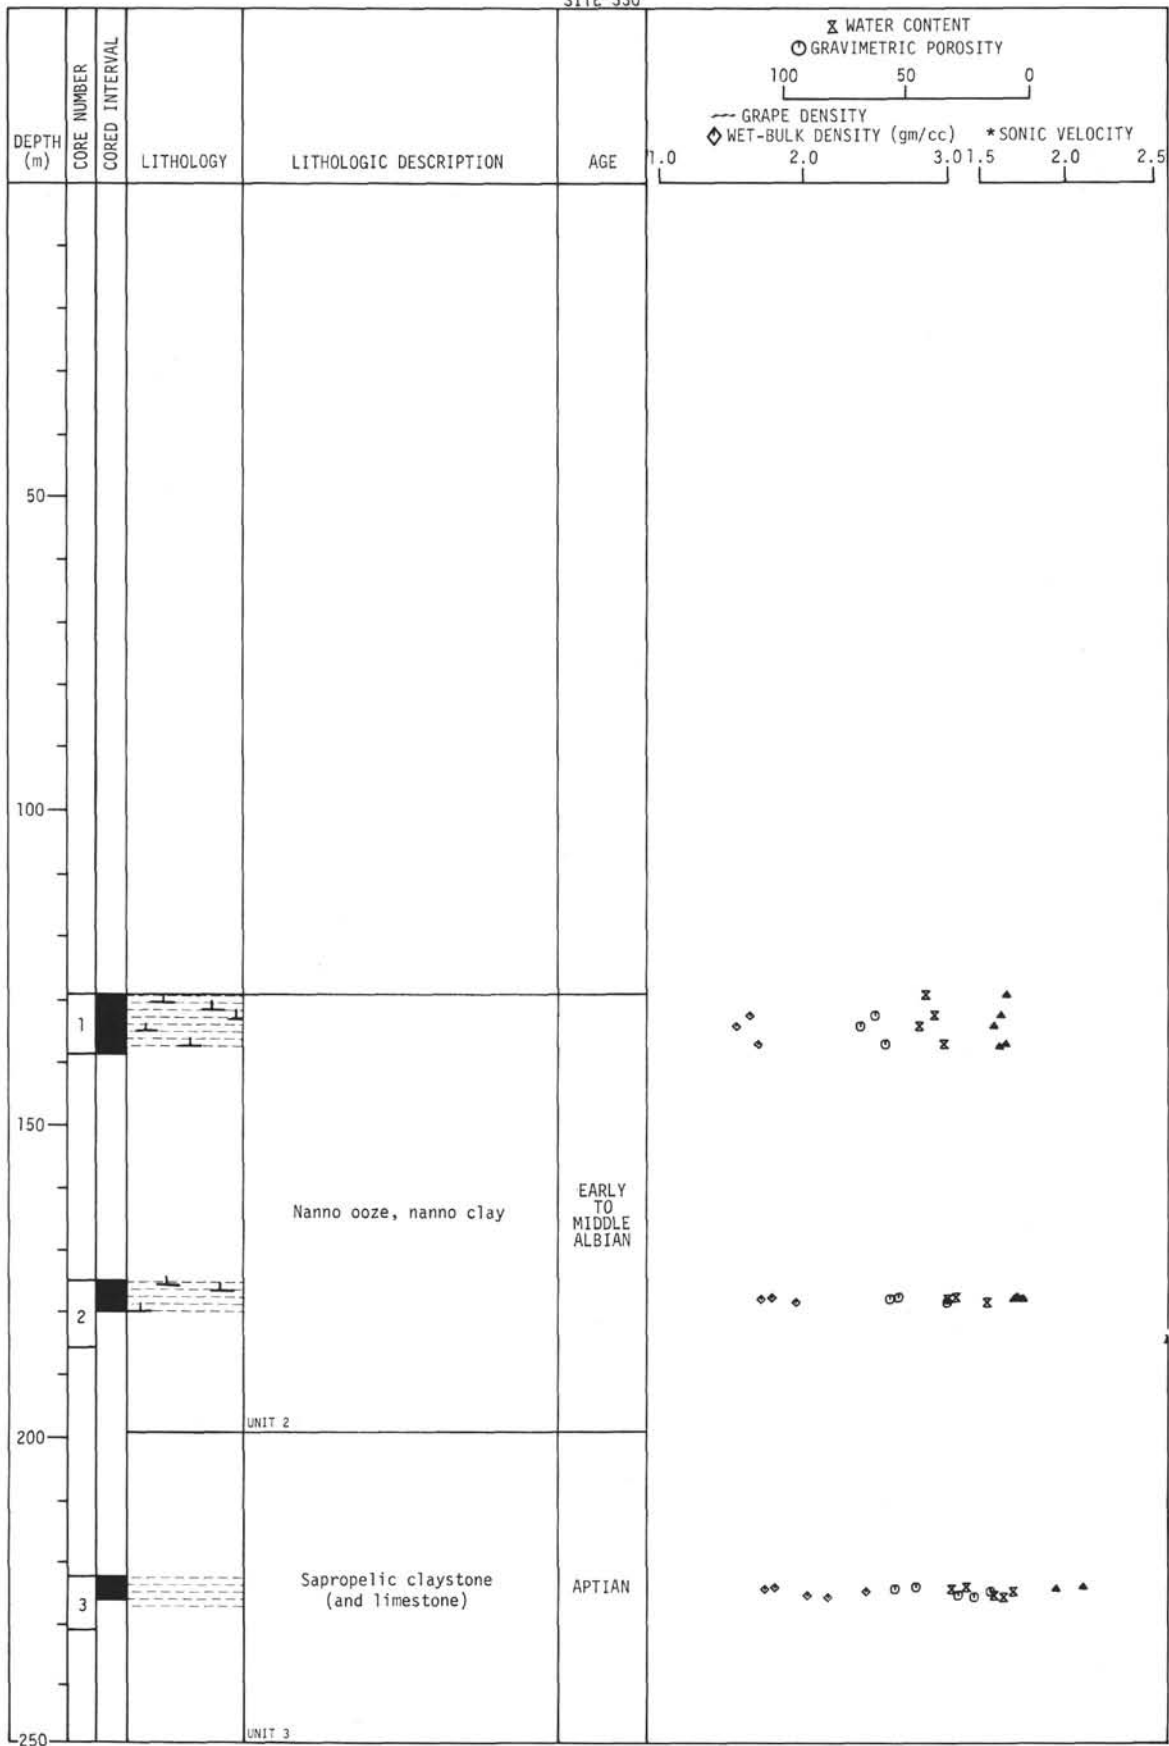 WATER CONTENT
GRAVIMETRIC POROSITY
100 50 0
GRAPE DENSITY
WET-BULK DENSITY (gm/cc) *SONIC VELOCITY
1.0 2.0 3.0 1.5 2.0 2.5
DEPTH
(m)
CORE NUMBER
CORED INTERVAL
LITHOLOGY
LITHOLOGIC DESCRIPTION
AGE
50
100
1
150
Nanno ooze, nanno clay
EARLY
TO
MIDDLE
ALBIAN
2
UNIT 2
200
Sapropelic claystone
(and limestone)
APTIAN
3
UNIT 3
250